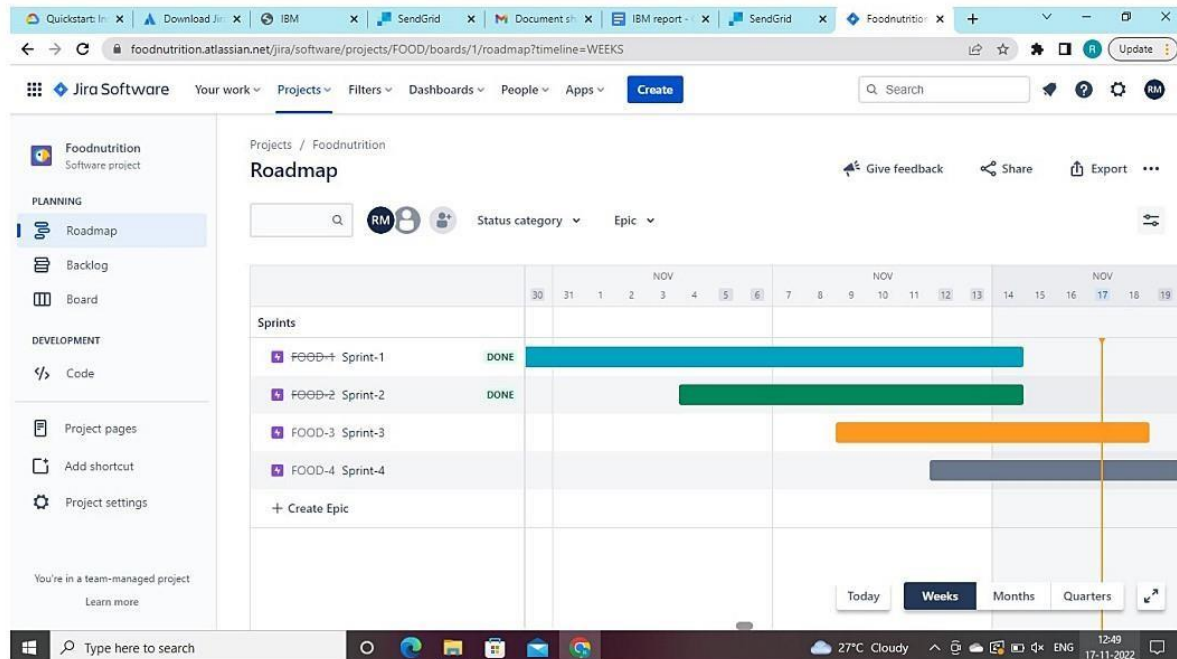 Quickstart: In
Download Jir
IBM
SendGrid
Document sh
IBM report -
SendGrid
Foodnutrition
foodnutrition.atlassian.net/jira/software/projects/FOOD/boards/1/roadmap?timeline=WEEKS
R
Update
Jira Software
Your work
Projects
Filters
Dashboards
People
Apps
Create
Search
RM
Foodnutrition
Software project
PLANNING
Roadmap
Backlog
Board
DEVELOPMENT
Code
Project pages
Add shortcut
Project settings
You're in a team-managed project
Learn more
Projects / Foodnutrition
Roadmap
Give feedback
Share
Export
RM
Status category
Epic
NOV NOV NOV
30 31 1 2 3 4 5 6 7 8 9 10 11 12 13 14 15 16 17 18 19
Sprints
FOOD-1 Sprint-1 DONE
FOOD-2 Sprint-2 DONE
FOOD-3 Sprint-3
FOOD-4 Sprint-4
+ Create Epic
Today
Weeks
Months
Quarters
Type here to search
27°C Cloudy
ENG
12:49
17-11-2022